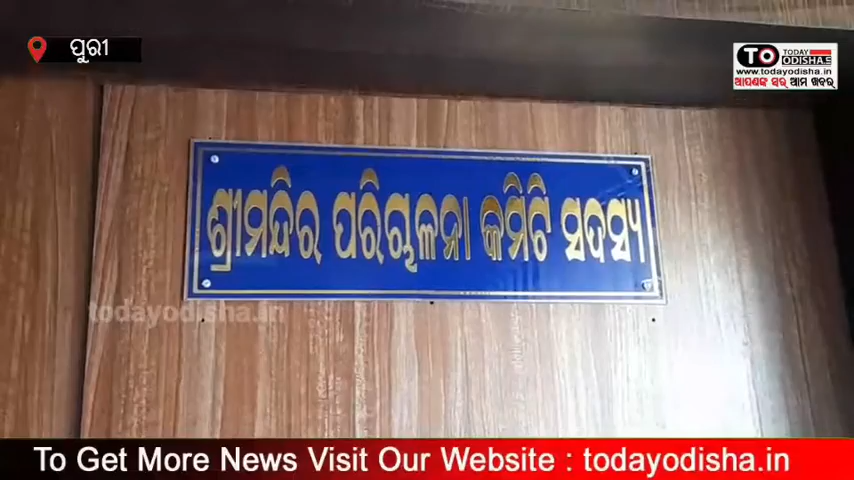 ପୁରୀ
TO TODAY
ODISHA.S
www.todayodisha.in
ଆପଣଙ୍କ ସ୍ୱର ଆମ ଖବର
ଶ୍ରୀମନ୍ଦିର ପରିଚାଳନା କମିଟି ସଦସ୍ୟ
todayodisha.in
To Get More News Visit Our Website : todayodisha.in